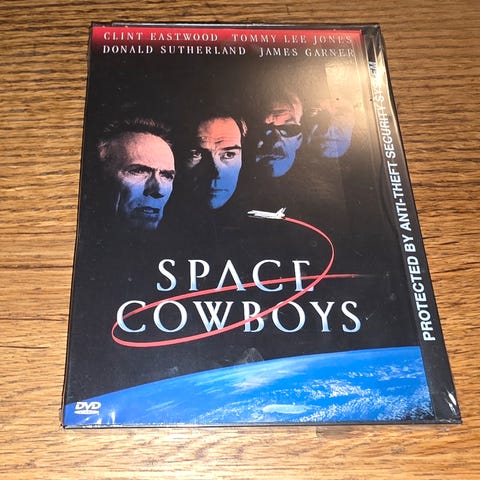 CLINT EASTWOOD TOMMY LEE JONES
DONALD SUTHERLAND JAMES GARNER
SPACE
COWBOYS
DVD
PROTECTED BY ANTI-THEFT SECURITY SYSTEM